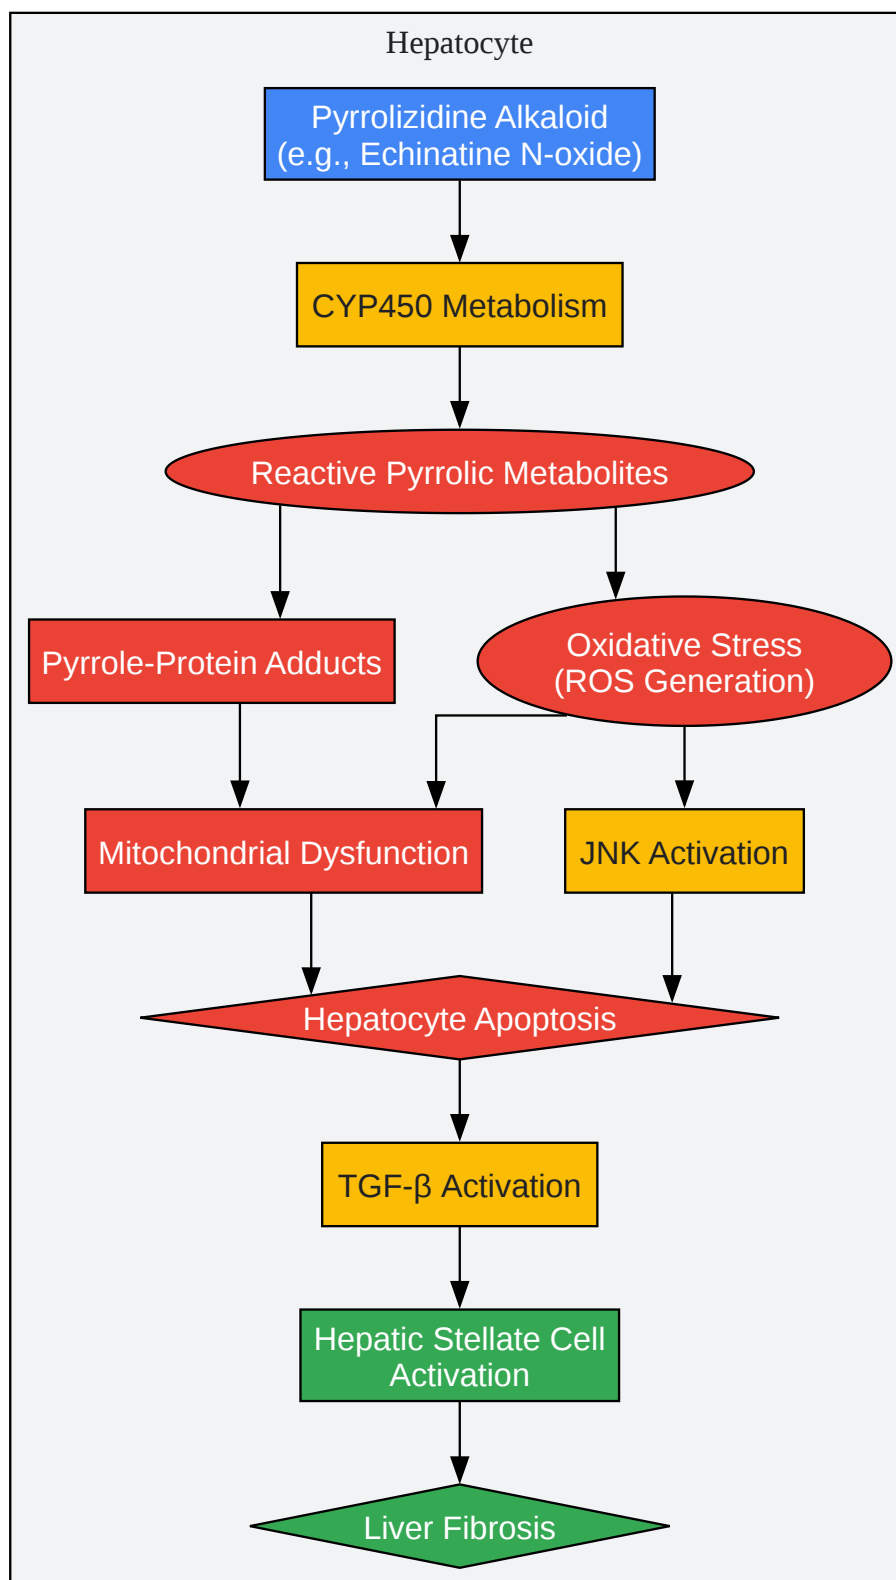 Hepatocyte
Pyrrolizidine Alkaloid
(e.g., Echinatine N-oxide)
CYP450 Metabolism
Reactive Pyrrolic Metabolites
Pyrrole-Protein Adducts
Oxidative Stress
(ROS Generation)
Mitochondrial Dysfunction
JNK Activation
Hepatocyte Apoptosis
TGF-β Activation
Hepatic Stellate Cell
Activation
Liver Fibrosis